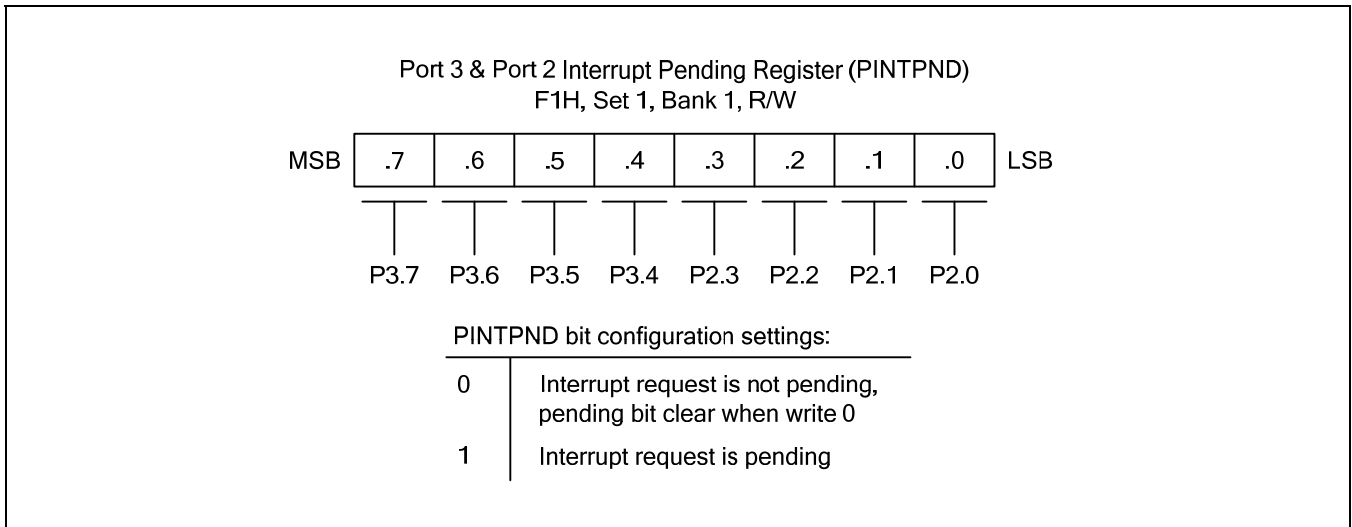 Port 3 & Port 2 Interrupt Pending Register (PINTPND)
F1H, Set 1, Bank 1, R/W
MSB .7 .6 .5 .4 .3 .2 .1 .0 LSB
P3.7 P3.6 P3.5 P3.4 P2.3 P2.2 P2.1 P2.0
PINTPND bit configuration settings:
0 Interrupt request is not pending,
pending bit clear when write 0
1 Interrupt request is pending